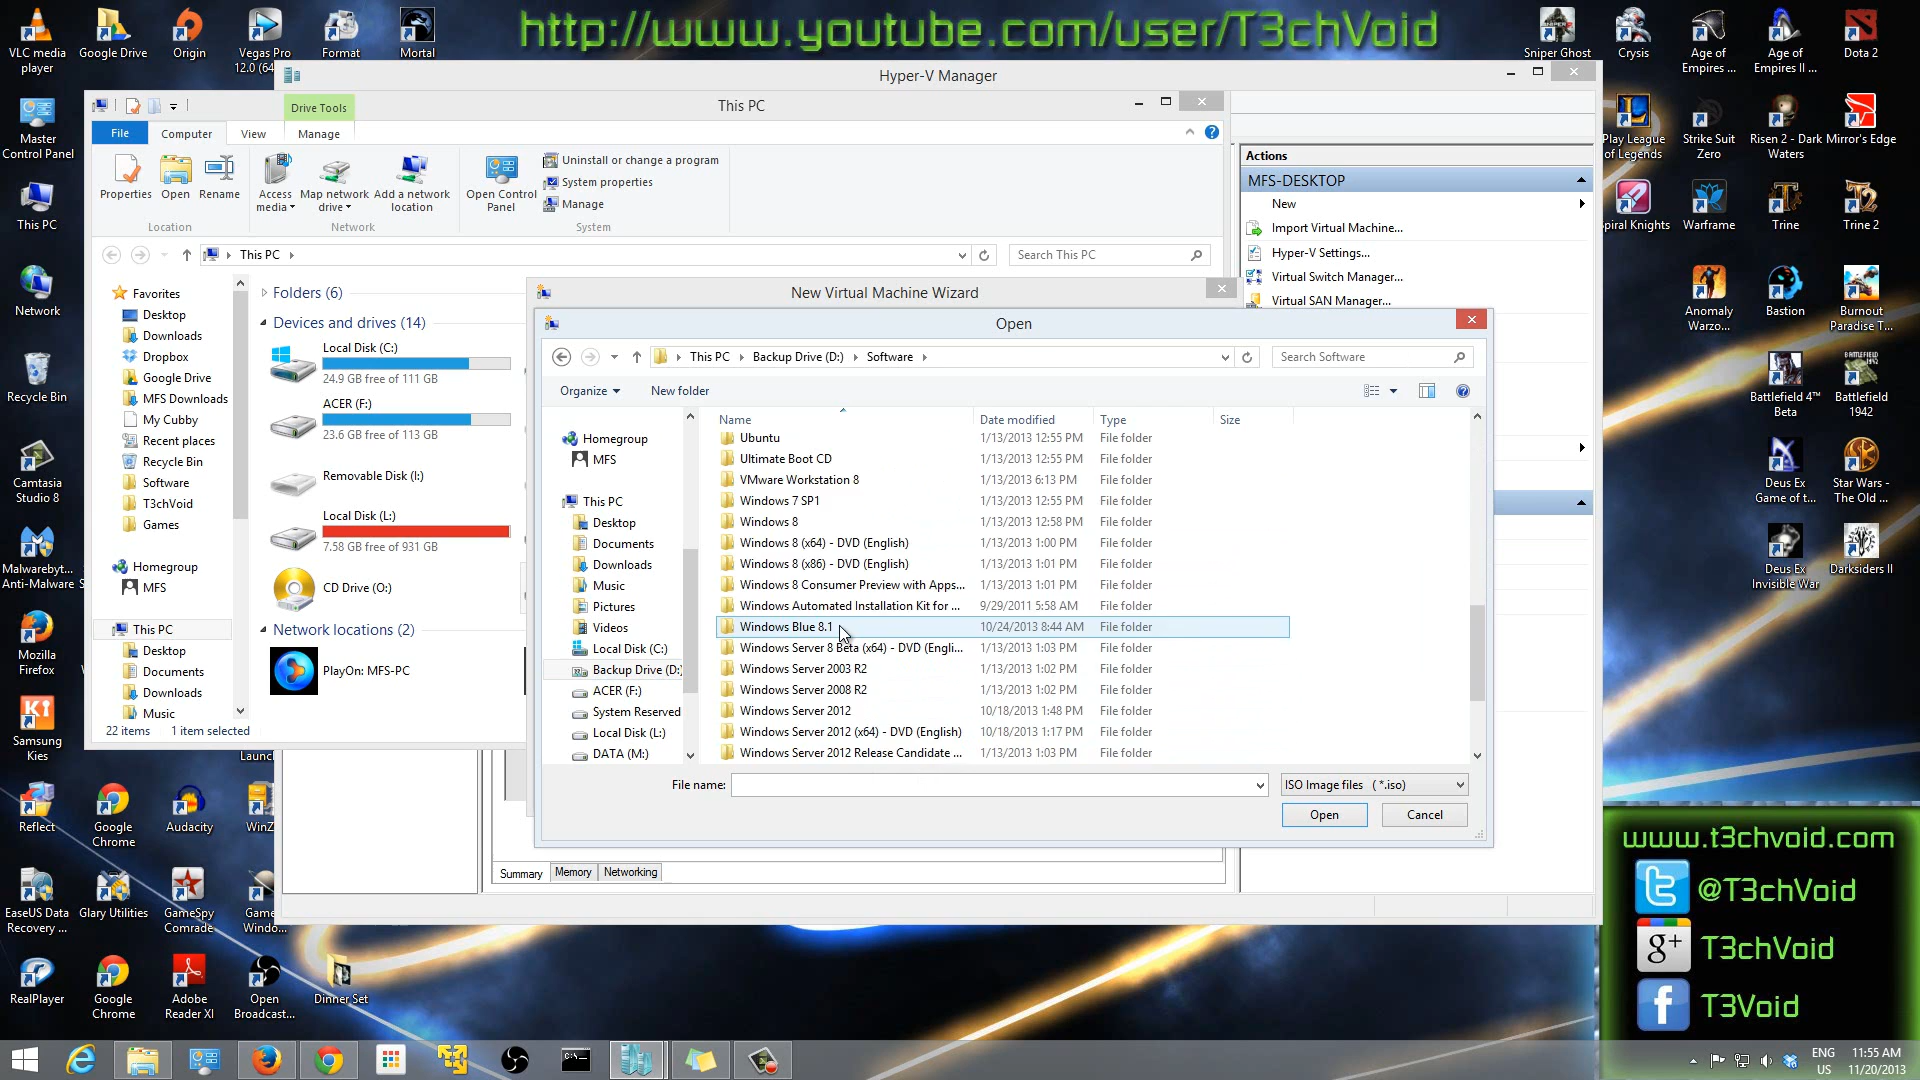 http://www.youtube.com/user/T3chVoid
VLC media player
Google Drive
Origin
Vegas Pro 12.0 (64
Format
Mortal
Sniper Ghost
Crysis
Age of Empires ...
Age of Empires II ...
Dota 2
Master Control Panel
This PC
Network
Recycle Bin
Camtasia Studio 8
Malwarebyt... Anti-Malware
Mozilla Firefox
Samsung Kies
Reflect
Google Chrome
Audacity
WinZ
EaseUS Data Recovery ...
Glary Utilities
GameSpy Comrade
Game Windo...
RealPlayer
Google Chrome
Adobe Reader XI
Open Broadcast...
Dinner Set
Launc
Play League of Legends
Strike Suit Zero
Risen 2 - Dark Waters
Mirror's Edge
piral Knights
Warframe
Trine
Trine 2
Anomaly Warzo...
Bastion
Burnout Paradise T...
Battlefield 4™ Beta
Battlefield 1942
Deus Ex Game of t...
Star Wars - The Old ...
Deus Ex Invisible War
Darksiders II
Hyper-V Manager
This PC
Drive Tools
File
Computer
View
Manage
Properties
Open
Rename
Access media
Map network drive
Add a network location
Open Control Panel
Uninstall or change a program
System properties
Manage
Location
Network
System
This PC
Search This PC
Favorites
Desktop
Downloads
Dropbox
Google Drive
MFS Downloads
My Cubby
Recent places
Recycle Bin
Software
T3chVoid
Games
Homegroup
MFS
This PC
Desktop
Documents
Downloads
Music
22 items 1 item selected
Folders (6)
Devices and drives (14)
Local Disk (C:)
24.9 GB free of 111 GB
ACER (F:)
23.6 GB free of 113 GB
Removable Disk (I:)
Local Disk (L:)
7.58 GB free of 931 GB
CD Drive (O:)
Network locations (2)
PlayOn: MFS-PC
Actions
MFS-DESKTOP
New
Import Virtual Machine...
Hyper-V Settings...
Virtual Switch Manager...
Virtual SAN Manager...
Summary Memory Networking
New Virtual Machine Wizard
Open
This PC Backup Drive (D:) Software
Search Software
Organize New folder
Homegroup
MFS
This PC
Desktop
Documents
Downloads
Music
Pictures
Videos
Local Disk (C:)
Backup Drive (D:
ACER (F:)
System Reserved
Local Disk (L:)
DATA (M:)
Name Date modified Type Size
Ubuntu 1/13/2013 12:55 PM File folder
Ultimate Boot CD 1/13/2013 12:55 PM File folder
VMware Workstation 8 1/13/2013 6:13 PM File folder
Windows 7 SP1 1/13/2013 12:55 PM File folder
Windows 8 1/13/2013 12:58 PM File folder
Windows 8 (x64) - DVD (English) 1/13/2013 1:00 PM File folder
Windows 8 (x86) - DVD (English) 1/13/2013 1:01 PM File folder
Windows 8 Consumer Preview with Apps... 1/13/2013 1:01 PM File folder
Windows Automated Installation Kit for ... 9/29/2011 5:58 AM File folder
Windows Blue 8.1 10/24/2013 8:44 AM File folder
Windows Server 8 Beta (x64) - DVD (Engli... 1/13/2013 1:03 PM File folder
Windows Server 2003 R2 1/13/2013 1:02 PM File folder
Windows Server 2008 R2 1/13/2013 1:02 PM File folder
Windows Server 2012 10/18/2013 1:48 PM File folder
Windows Server 2012 (x64) - DVD (English) 10/18/2013 1:17 PM File folder
Windows Server 2012 Release Candidate ... 1/13/2013 1:03 PM File folder
File name:
ISO Image files (*.iso)
Open
Cancel
www.t3chvoid.com
@T3chVoid
g+ T3chVoid
f T3Void
ENG US
11:55 AM
11/20/2013